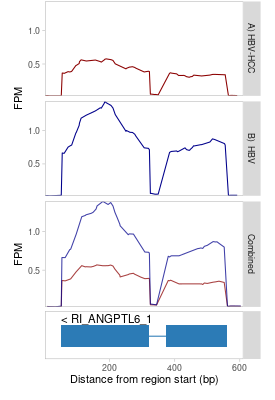 1.0
0.5
A) HBV-HCC
FPM
1.0
0.5
B) HBV
1.0
0.5
FPM
Combined
< RI_ANGPTL6_1
200
400
600
Distance from region start (bp)